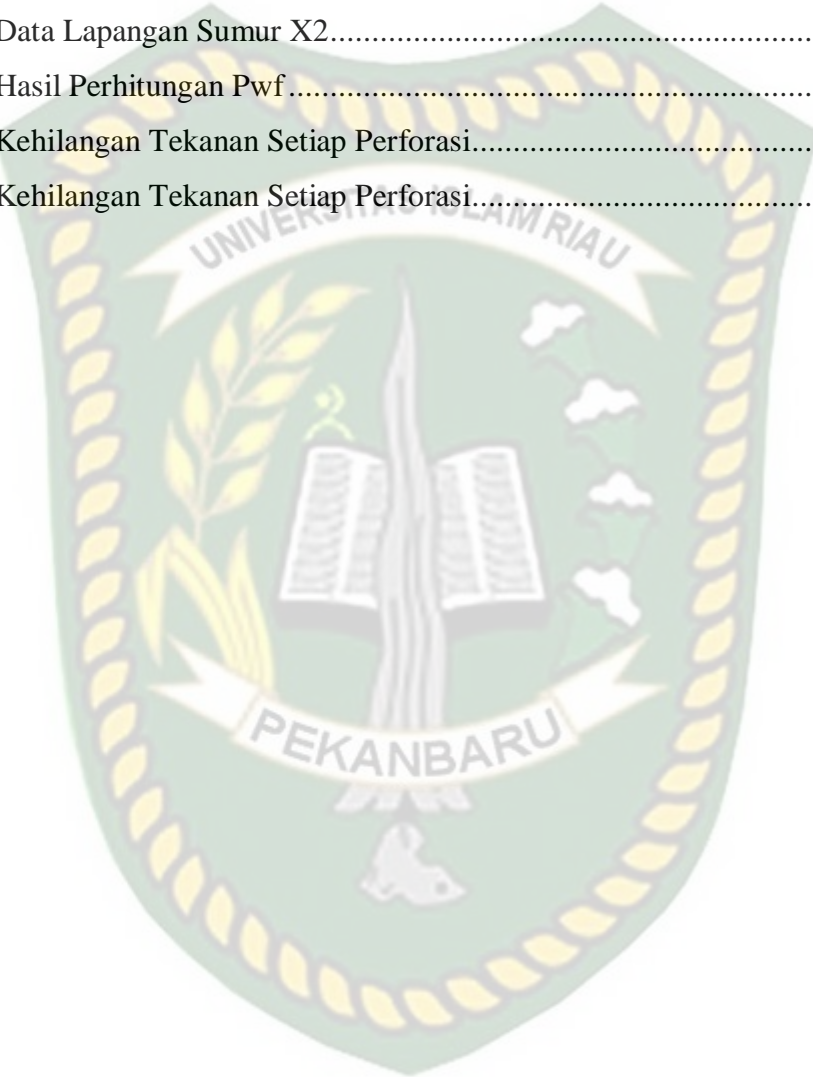 Data Lapangan Sumur X2.......................................................
Hasil Perhitungan Pwf............................................................
Kehilangan Tekanan Setiap Perforasi.......................................
Kehilangan Tekanan Setiap Perforasi.......................................
UNIVERSITAS ISLAM RIAU
PEKANBARU